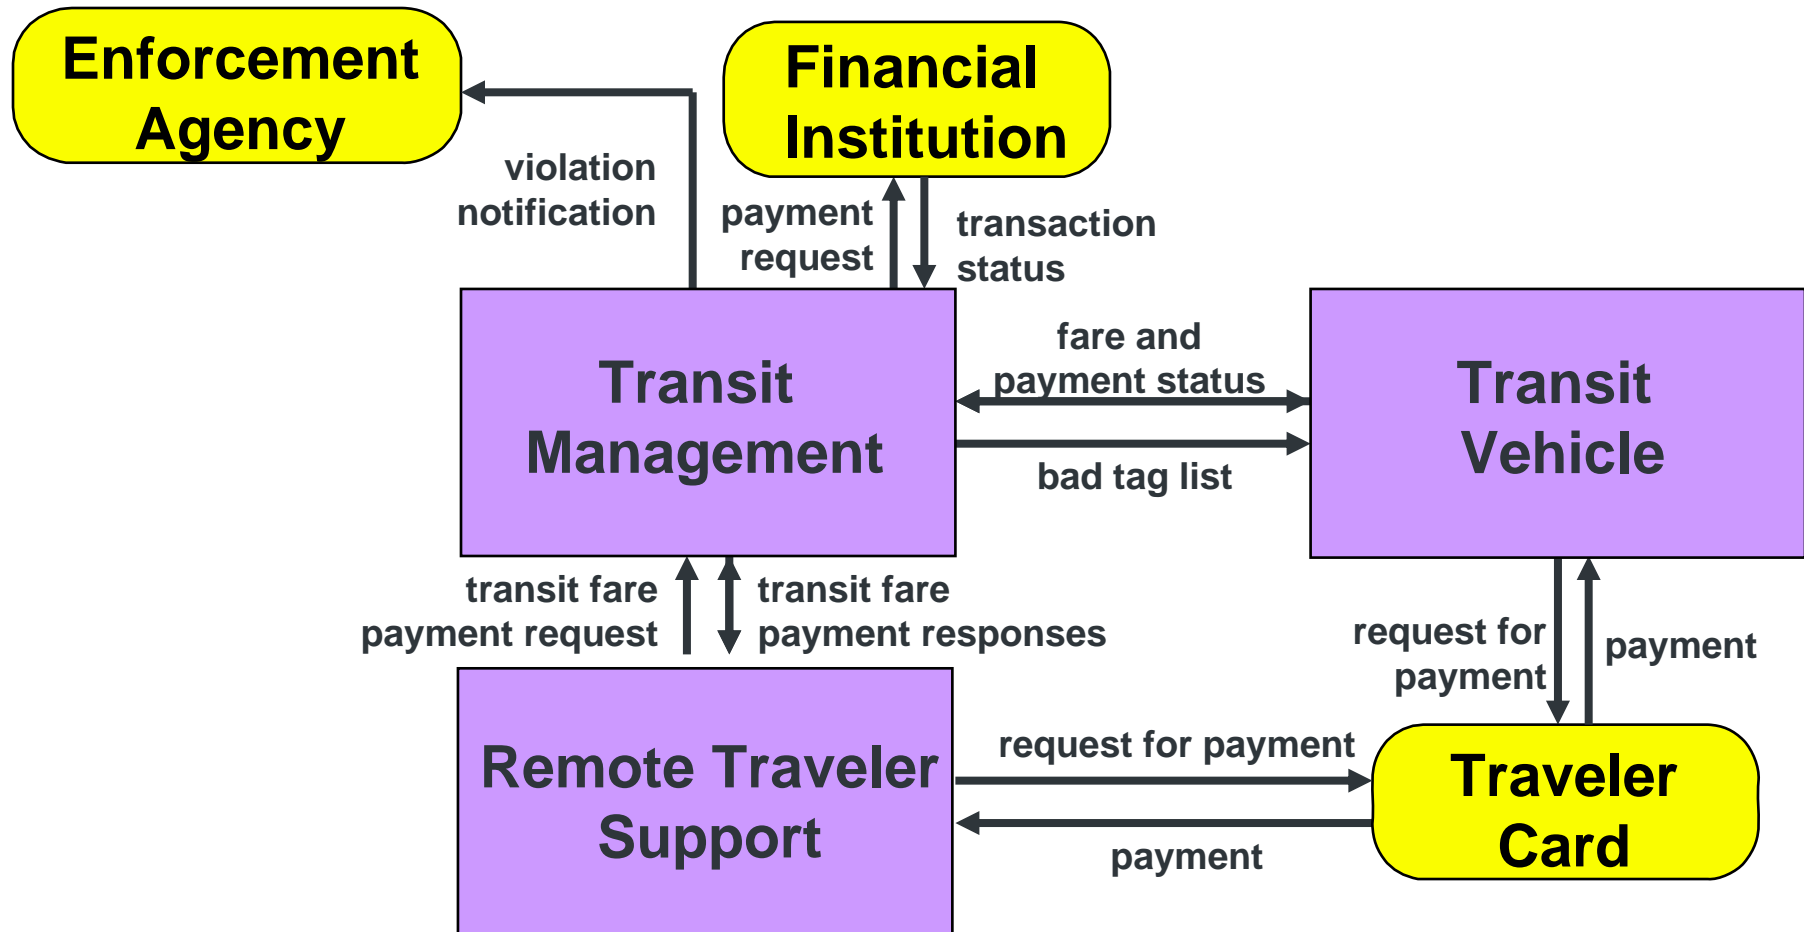 Enforcement
Agency
Financial
Institution
violation
notification
payment
request
transaction
status
Transit
Management
fare and
payment status
bad tag list
Transit
Vehicle
transit fare
payment request
transit fare
payment responses
request for
payment
payment
Remote Traveler
Support
request for payment
payment
Traveler
Card